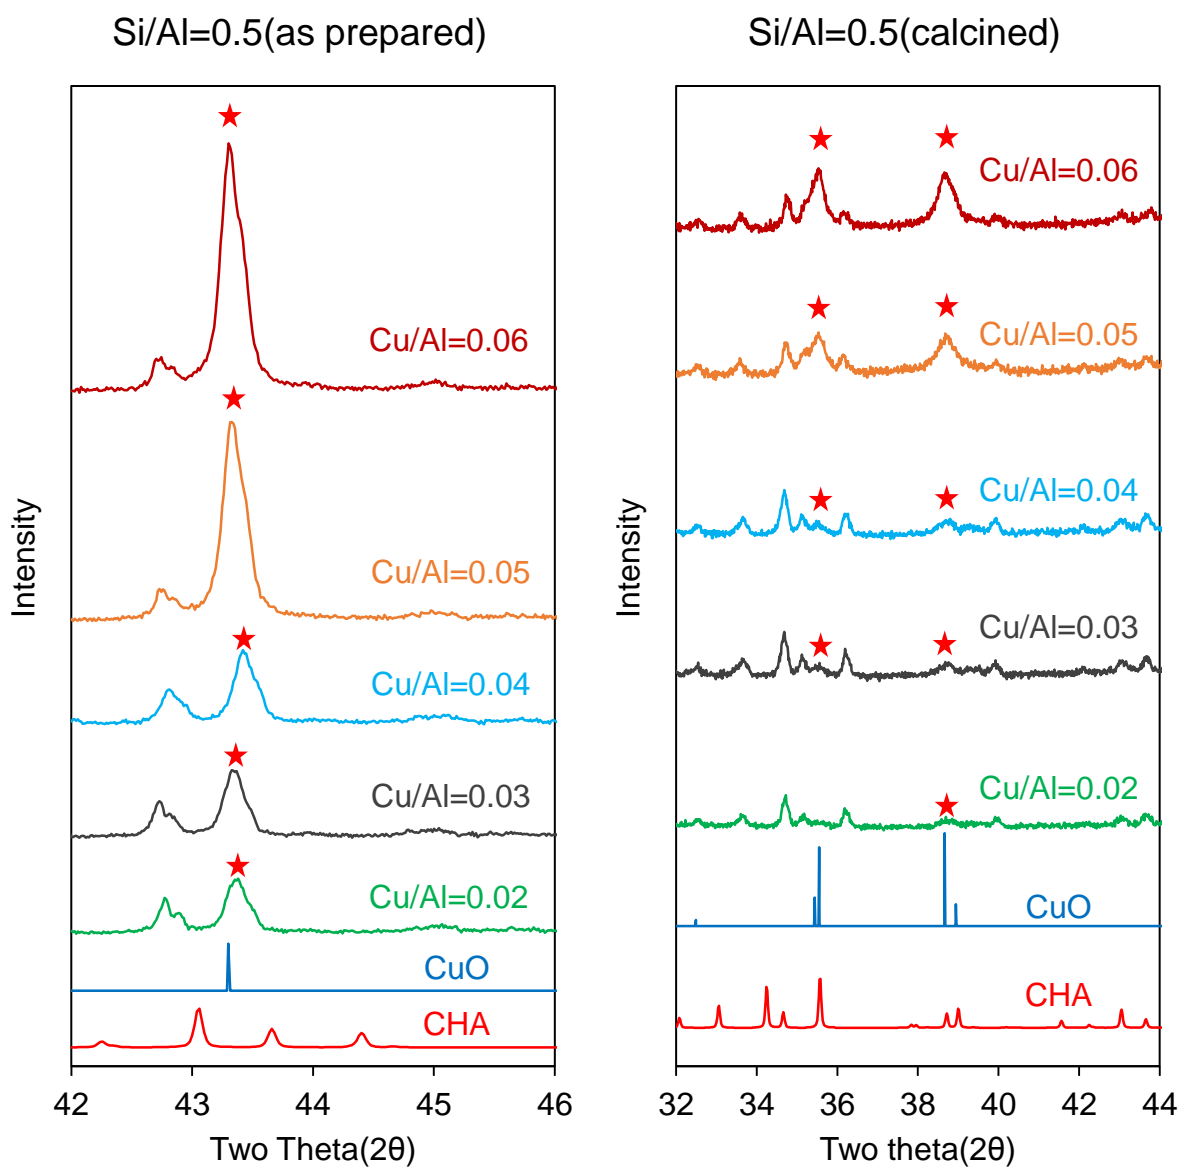 Si/Al=0.5(as prepared)
Intensity
Cu/Al=0.06
Cu/Al=0.05
Cu/Al=0.04
Cu/Al=0.03
Cu/Al=0.02
CuO
CHA
42 43 44 45 46
Two Theta(2θ)
Si/Al=0.5(calcined)
Intensity
Cu/Al=0.06
Cu/Al=0.05
Cu/Al=0.04
Cu/Al=0.03
Cu/Al=0.02
CuO
CHA
32 34 36 38 40 42 44
Two theta(2θ)